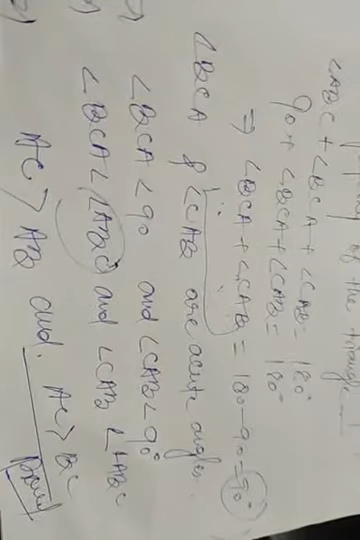 of the triangle
∠ABC + ∠BCA + ∠CAB = 180°
90 + ∠BCA + ∠CAB = 180°
⇒ ∠BCA + ∠CAB = 180 - 90 = 90°
∠BCA & ∠CAB are acute angles.
∠BCA < 90 and ∠CAB < 90°
∠BCA < ∠ABC and ∠CAB < ∠ABC
AC > AB and. AC > BC
Proved